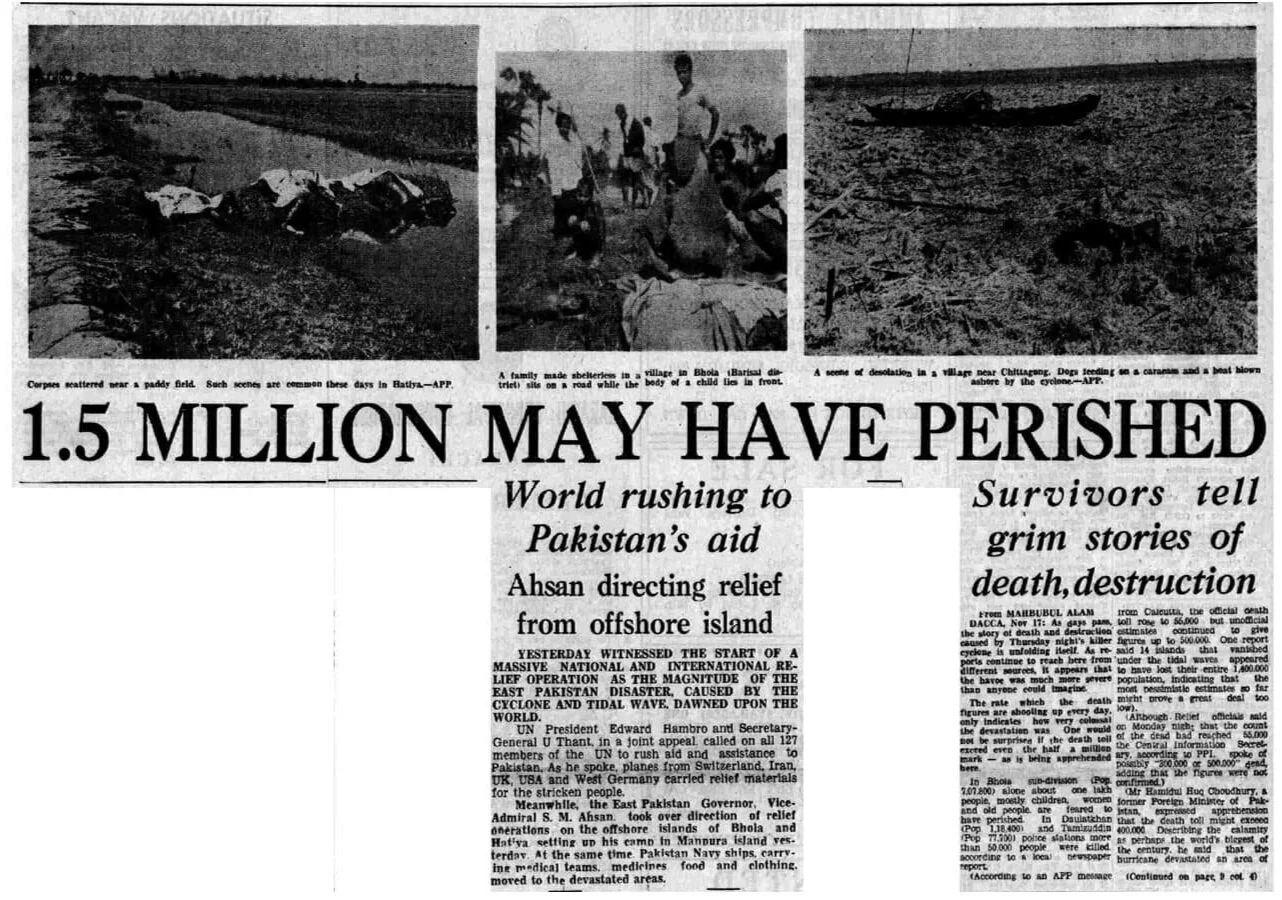 Corpses scattered near a paddy field. Such scenes are common these days in Hatiya.—APP.
A family made shelterless in a village in Bhola (Barisal dis-
trict) sits on a road while the body of a child lies in front.
A scene of desolation in a village near Chittagong. Dogs feeding on a carcass and a boat blown
ashore by the cyclone.—APP.
1.5 MILLION MAY HAVE PERISHED
World rushing to
Pakistan's aid
Ahsan directing relief
from offshore island
YESTERDAY WITNESSED THE START OF A
MASSIVE NATIONAL AND INTERNATIONAL RE-
LIEF OPERATION AS THE MAGNITUDE OF THE
EAST PAKISTAN DISASTER, CAUSED BY THE
CYCLONE AND TIDAL WAVE, DAWNED UPON THE
WORLD.
UN President Edward Hambro and Secretary-
General U Thant, in a joint appeal, called on all 127
members of the UN to rush aid and assistance to
Pakistan. As he spoke, planes from Switzerland, Iran,
UK, USA and West Germany carried relief materials
for the stricken people.
Meanwhile, the East Pakistan Governor, Vice-
Admiral S. M. Ahsan, took over direction of relief
operations on the offshore islands of Bhola and
Hatiya setting up his camp in Manpura island yes-
terday. At the same time Pakistan Navy ships, carry-
ing medical teams, medicines food and clothing,
moved to the devastated areas.
Survivors tell
grim stories of
death, destruction
From MAHBUBUL ALAM
DACCA, Nov 17: As gays pass,
the story of death and destruction
caused by Thursday night's killer
cyclone is unfolding itself. As re-
ports continue to reach here from
different sources, it appears that
the havoc was much more severe
than anyone could imagine.
The rate which the death
figures are shooting up every day,
only indicates how very colossal
the devastation was. One would
not be surprised if the death toll
exceed even the half a million
mark — as is being apprehended
here.
In Bhola sub-division (Pop.
7,07,800) alone about one lakh
people, mostly children, women
and old people are feared to
have perished. In Daulatkhan
(Pop. 1,18,400) and Tamizuddin
(Pop 77,700) police stations more
than 50,000 people were killed,
according to a local newspaper
report.
(According to an APP message
from Calcutta, the official death
toll rose to 55,000 but unofficial
estimates continued to give
figures up to 500,000. One report
said 14 islands that vanished
under the tidal waves appeared
to have lost their entire 1,400,000
population, indicating that the
most pessimistic estimates so far
might prove a great deal too
low).
(Although Relief officials said
on Monday night that the count
of the dead had reached 55,000
the Central Information Secret-
ary, according to PPI, spoke of
possibly "300,000 or 500,000" dead,
adding that the figures were not
confirmed.)
(Mr Hamidul Huq Choudhury, a
former Foreign Minister of Pak-
istan, expressed apprehension
that the death toll might exceed
400,000. Describing the calamity
as perhaps the world's biggest of
the century, he said that the
hurricane devastated an area of
(Continued on page 9 col. 4)